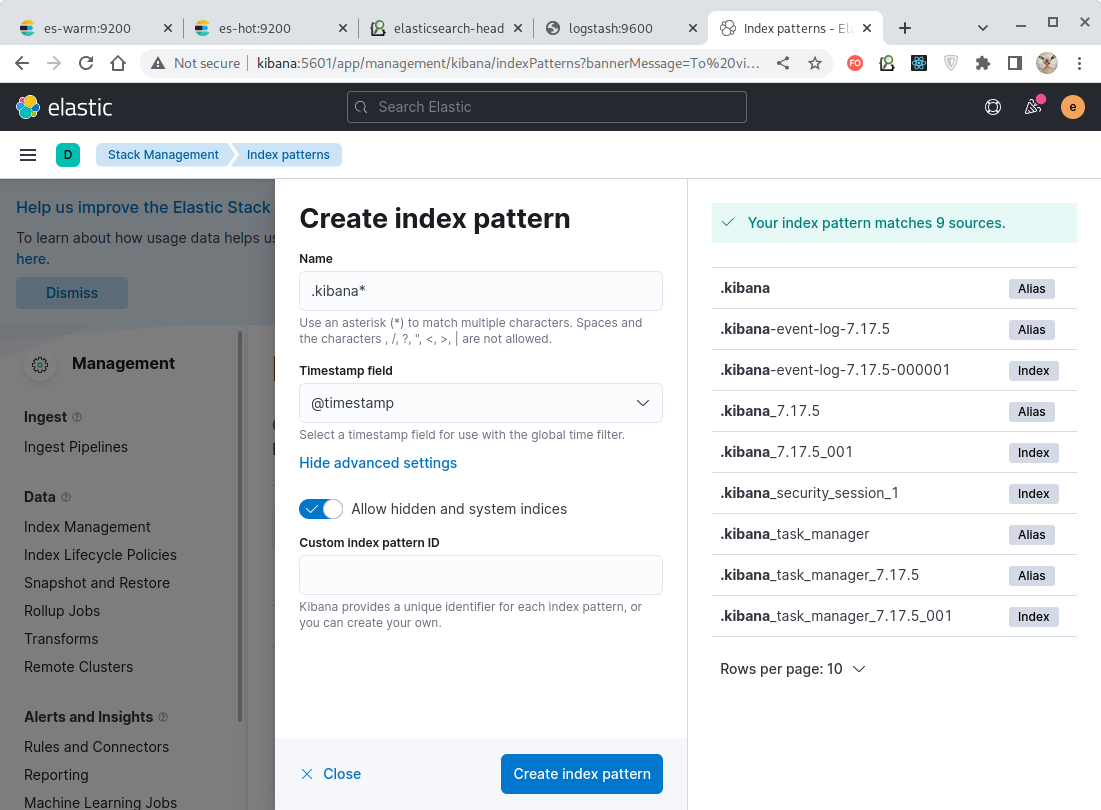 es-warm:9200
es-hot:9200
elasticsearch-head
logstash:9600
Index patterns - Ela
Not secure
kibana:5601/app/management/kibana/indexPatterns?bannerMessage=To%20vi...
FO
elastic
Search Elastic
e
D
Stack Management
Index patterns
Help us improve the Elastic Stack
To learn about how usage data helps us
here.
Dismiss
Management
Ingest
Ingest Pipelines
Data
Index Management
Index Lifecycle Policies
Snapshot and Restore
Rollup Jobs
Transforms
Remote Clusters
Alerts and Insights
Rules and Connectors
Reporting
Machine Learning Jobs
Create index pattern
Name
.kibana*
Use an asterisk (*) to match multiple characters. Spaces and
the characters , /, ?, ", <, >, | are not allowed.
Timestamp field
@timestamp
Select a timestamp field for use with the global time filter.
Hide advanced settings
Allow hidden and system indices
Custom index pattern ID
Kibana provides a unique identifier for each index pattern, or
you can create your own.
Close
Create index pattern
Your index pattern matches 9 sources.
.kibana Alias
.kibana-event-log-7.17.5 Alias
.kibana-event-log-7.17.5-000001 Index
.kibana_7.17.5 Alias
.kibana_7.17.5_001 Index
.kibana_security_session_1 Index
.kibana_task_manager Alias
.kibana_task_manager_7.17.5 Alias
.kibana_task_manager_7.17.5_001 Index
Rows per page: 10